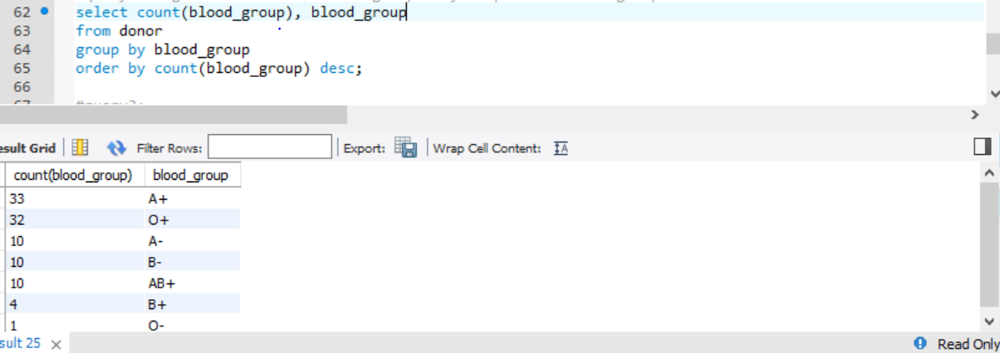 62 select count(blood_group), blood_group
63 from donor
64 group by blood_group
65 order by count(blood_group) desc;
66
esult Grid Filter Rows: Export: Wrap Cell Content: IA
count(blood_group) blood_group
33 A+
32 O+
10 A-
10 B-
10 AB+
4 B+
1 O-
sult 25 × Read Only